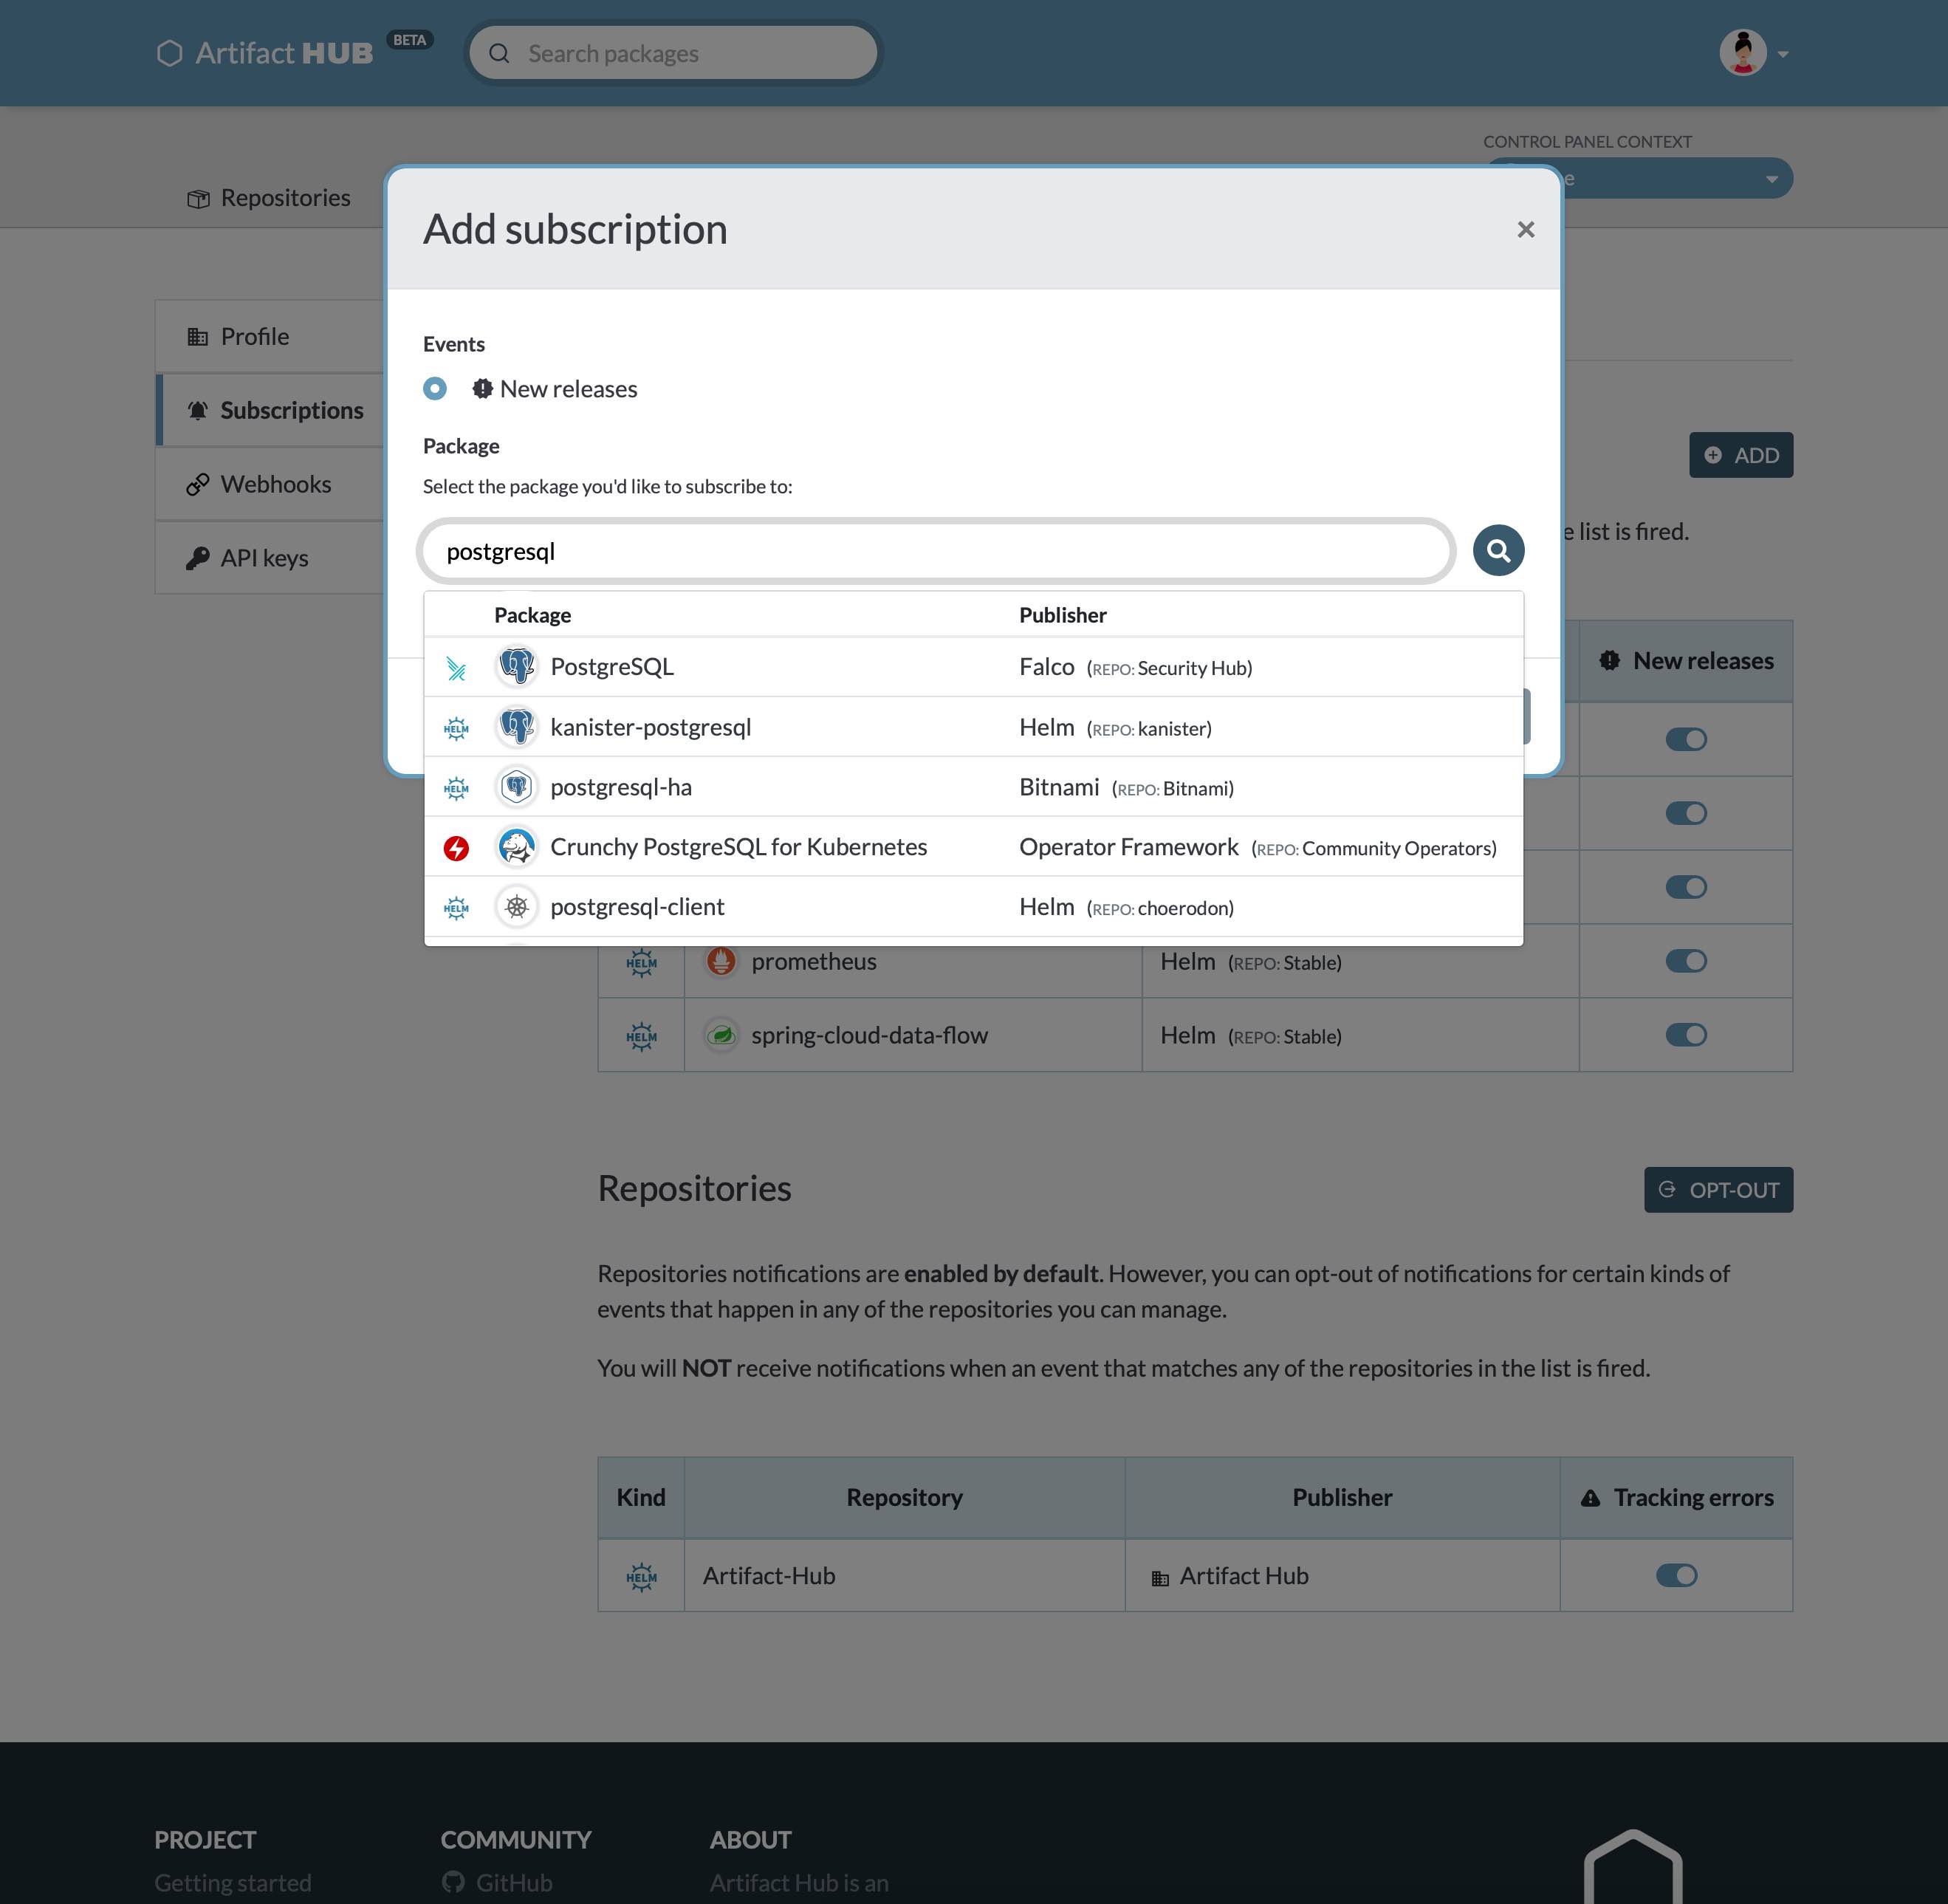 Artifact HUB BETA
Search packages
CONTROL PANEL CONTEXT
e
Repositories
Add subscription
×
Profile
Subscriptions
Webhooks
API keys
Events
New releases
Package
Select the package you'd like to subscribe to:
postgresql
ADD
e list is fired.
Package Publisher
PostgreSQL Falco (REPO: Security Hub)
HELM kanister-postgresql Helm (REPO: kanister)
HELM postgresql-ha Bitnami (REPO: Bitnami)
Crunchy PostgreSQL for Kubernetes Operator Framework (REPO: Community Operators)
HELM postgresql-client Helm (REPO: choerodon)
New releases
HELM prometheus Helm (REPO: Stable)
HELM spring-cloud-data-flow Helm (REPO: Stable)
Repositories
OPT-OUT
Repositories notifications are enabled by default. However, you can opt-out of notifications for certain kinds of
events that happen in any of the repositories you can manage.
You will NOT receive notifications when an event that matches any of the repositories in the list is fired.
Kind Repository Publisher Tracking errors
HELM Artifact-Hub Artifact Hub
PROJECT COMMUNITY ABOUT
Getting started GitHub Artifact Hub is an